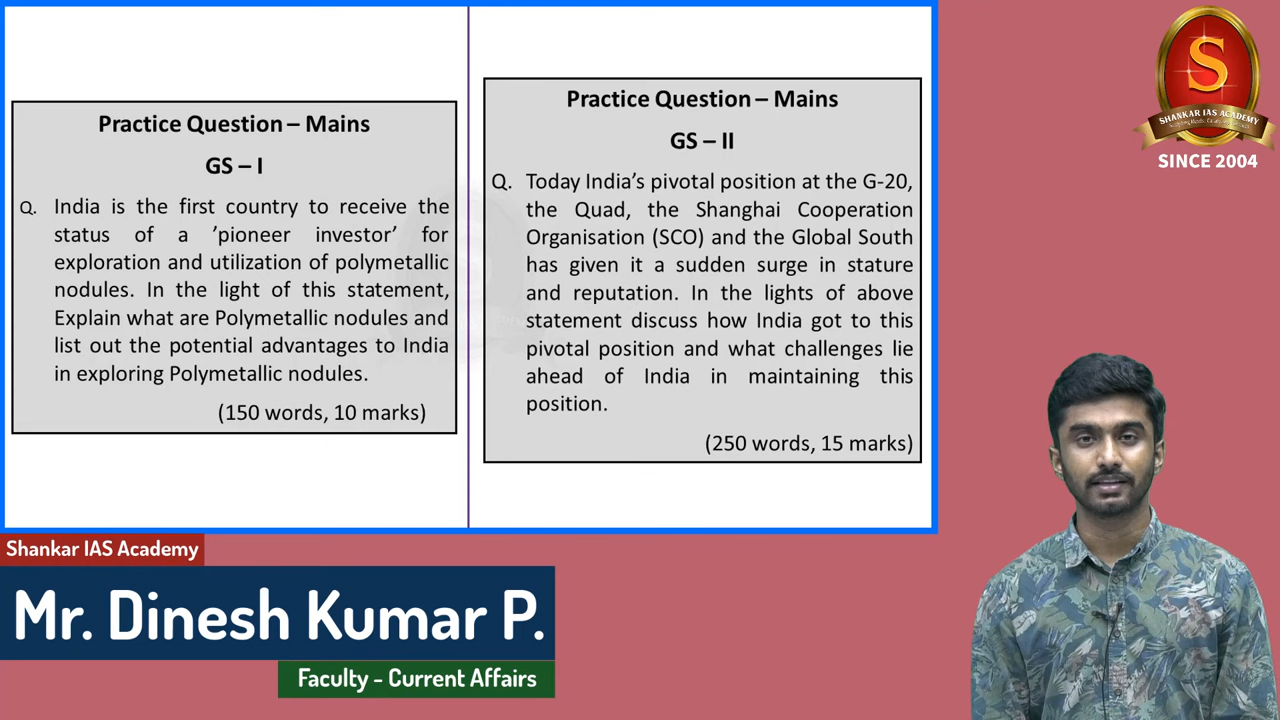 Practice Question – Mains
GS – I
Q. India is the first country to receive the
status of a ’pioneer investor’ for
exploration and utilization of polymetallic
nodules. In the light of this statement,
Explain what are Polymetallic nodules and
list out the potential advantages to India
in exploring Polymetallic nodules.
(150 words, 10 marks)
Practice Question – Mains
GS – II
Q. Today India’s pivotal position at the G-20,
the Quad, the Shanghai Cooperation
Organisation (SCO) and the Global South
has given it a sudden surge in stature
and reputation. In the lights of above
statement discuss how India got to this
pivotal position and what challenges lie
ahead of India in maintaining this
position.
(250 words, 15 marks)
S
SHANKAR IAS ACADEMY
SINCE 2004
Shankar IAS Academy
Mr. Dinesh Kumar P.
Faculty - Current Affairs